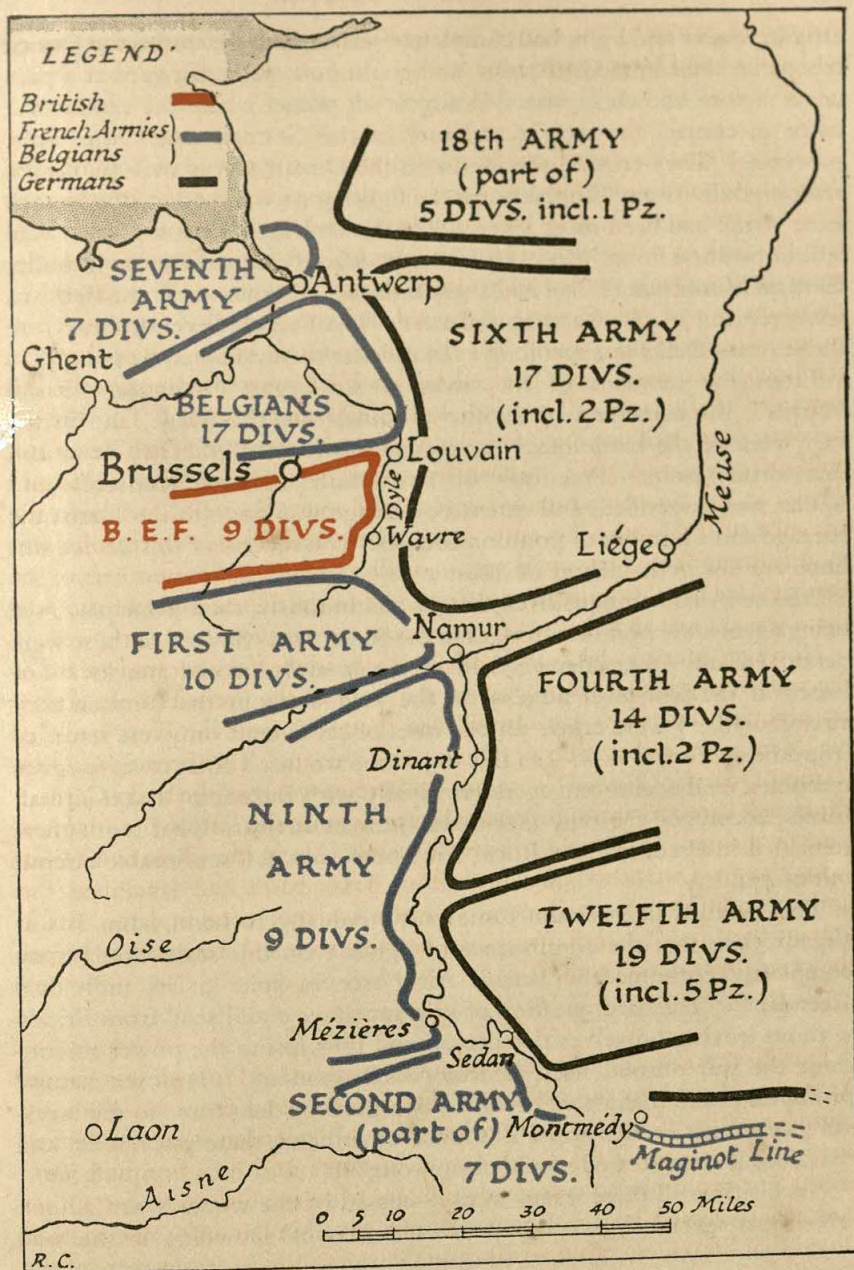 LEGEND
British
French Armies
Belgians
Germans
18th ARMY
(part of)
5 DIVS. incl. 1 Pz.
SEVENTH
ARMY
7 DIVS.
Antwerp
Ghent
SIXTH ARMY
17 DIVS.
(incl. 2 Pz.)
BELGIANS
17 DIVS.
Louvain
Brussels
Dyle
Meuse
B.E.F. 9 DIVS.
Wavre
Liége
FIRST ARMY
10 DIVS.
Namur
FOURTH ARMY
14 DIVS.
(incl. 2 Pz.)
Dinant
NINTH
ARMY
9 DIVS.
TWELFTH ARMY
19 DIVS.
(incl. 5 Pz.)
Oise
Mézières
Sedan
SECOND ARMY
(part of)
7 DIVS.
Montmédy
Maginot Line
Laon
Aisne
0 5 10 20 30 40 50 Miles
R.C.